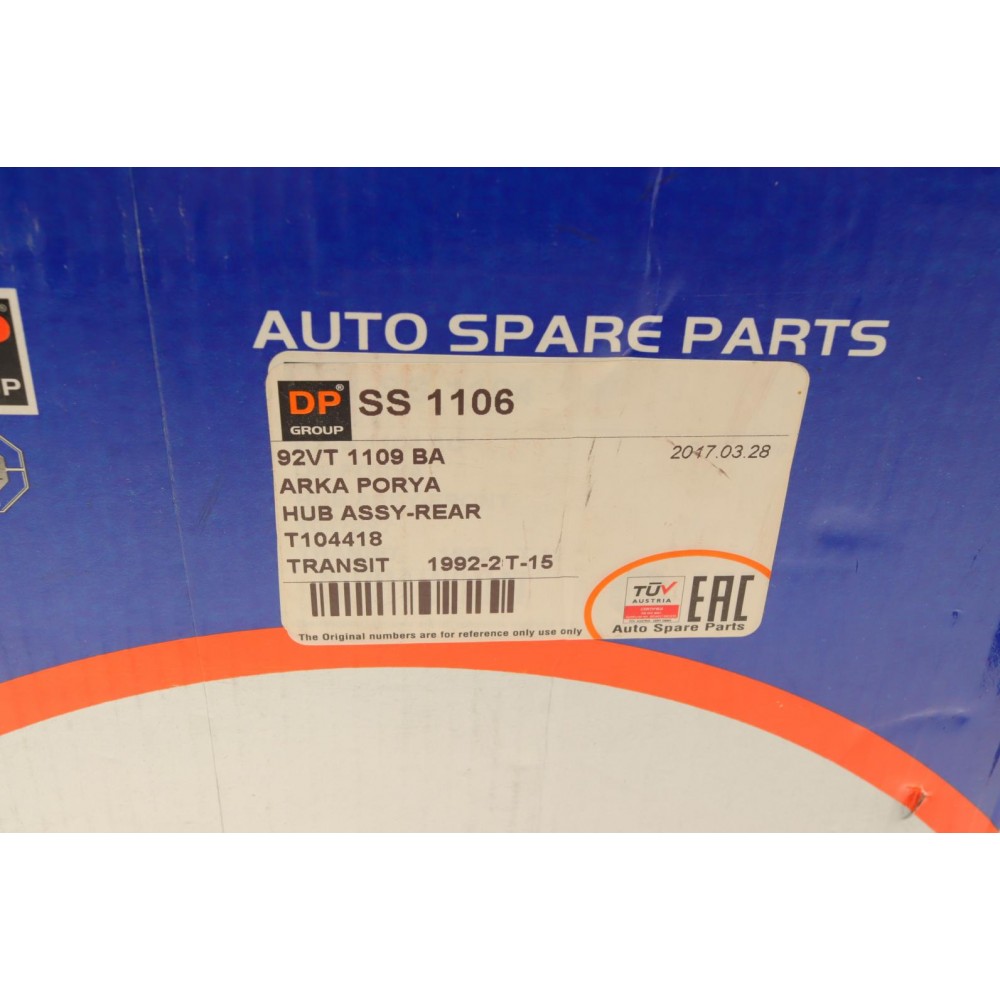 AUTO SPARE PARTS
P
DP® SS 1106
GROUP
92VT 1109 BA
2047.03.28
ARKA PORYA
HUB ASSY-REAR
T104418
TRANSIT 1992-2T-15
The Original numbers are for reference only use only
TÜV
AUSTRIA
EAC
Auto Spare Parts